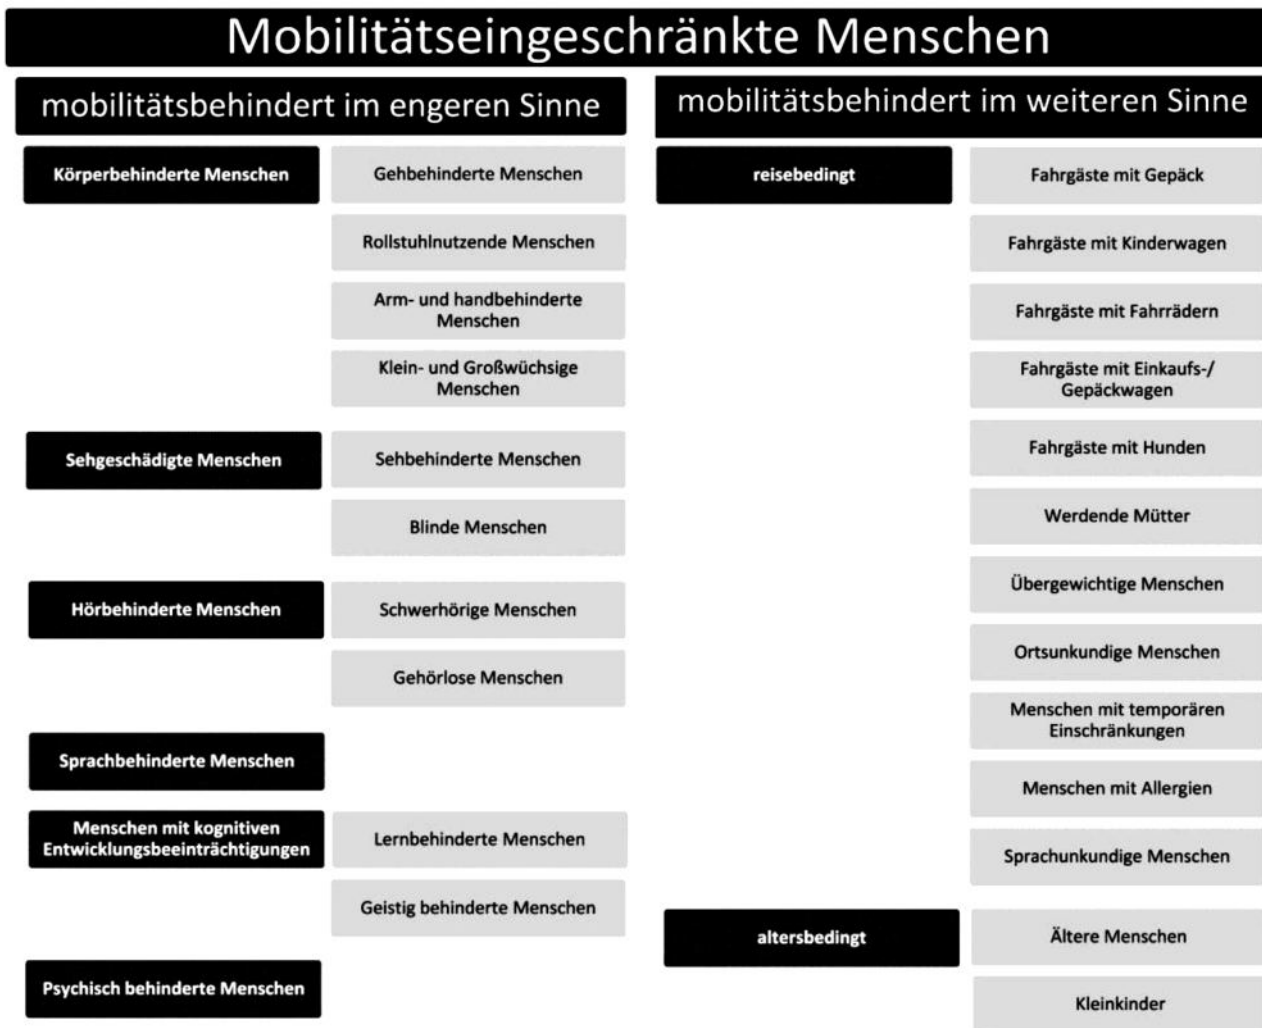 Mobilitätseingeschränkte Menschen
mobilitätsbehindert im engeren Sinne
Körperbehinderte Menschen
Gehbehinderte Menschen
Rollstuhlnutzende Menschen
Arm- und handbehinderte
Menschen
Klein- und Großwüchsige
Menschen
Sehgeschädigte Menschen
Sehbehinderte Menschen
Blinde Menschen
Hörbehinderte Menschen
Schwerhörige Menschen
Gehörlose Menschen
Sprachbehinderte Menschen
Menschen mit kognitiven
Entwicklungsbeeinträchtigungen
Lernbehinderte Menschen
Geistig behinderte Menschen
Psychisch behinderte Menschen
mobilitätsbehindert im weiteren Sinne
reisebedingt
Fahrgäste mit Gepäck
Fahrgäste mit Kinderwagen
Fahrgäste mit Fahrrädern
Fahrgäste mit Einkaufs-/
Gepäckwagen
Fahrgäste mit Hunden
Werdende Mütter
Übergewichtige Menschen
Ortsunkundige Menschen
Menschen mit temporären
Einschränkungen
Menschen mit Allergien
Sprachunkundige Menschen
altersbedingt
Ältere Menschen
Kleinkinder